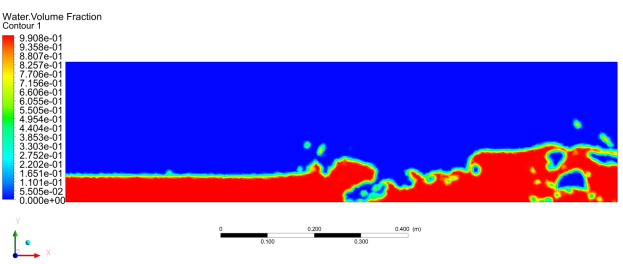 Water.Volume Fraction
Contour 1
9.908e-01
9.358e-01
8.807e-01
8.257e-01
7.706e-01
7.156e-01
6.606e-01
6.055e-01
5.505e-01
4.954e-01
4.404e-01
3.853e-01
3.303e-01
2.752e-01
2.202e-01
1.651e-01
1.101e-01
5.505e-02
0.000e+00
Y
X
0 0.200 0.400 (m)
0.100 0.300